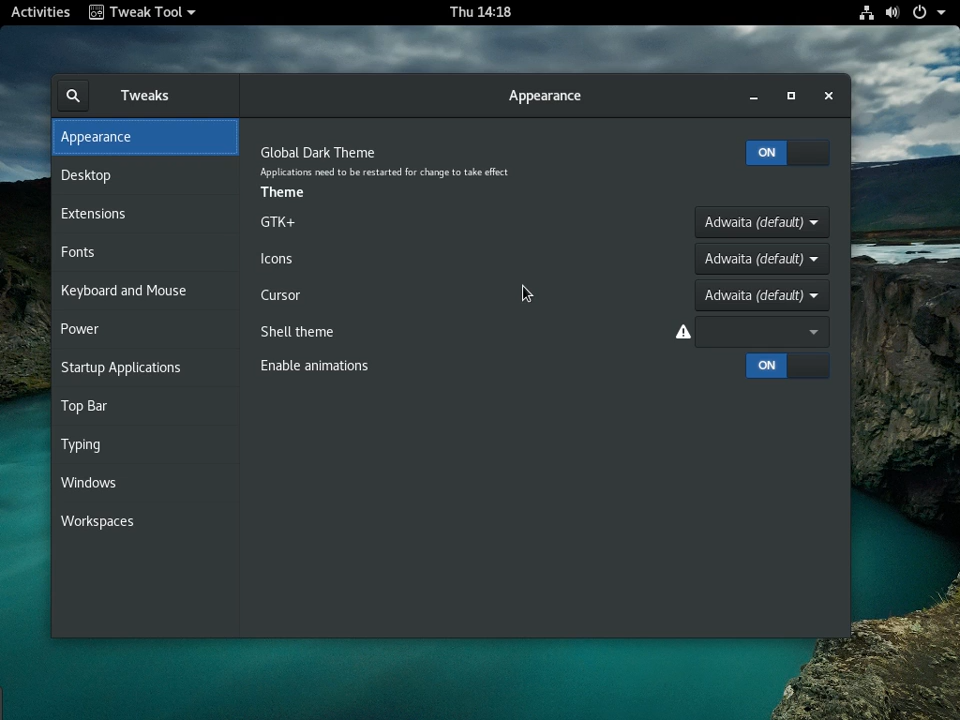 Activities Tweak Tool Thu 14:18
Tweaks Appearance
Appearance
Desktop
Extensions
Fonts
Keyboard and Mouse
Power
Startup Applications
Top Bar
Typing
Windows
Workspaces
Global Dark Theme ON
Applications need to be restarted for change to take effect
Theme
GTK+ Adwaita (default)
Icons Adwaita (default)
Cursor Adwaita (default)
Shell theme
Enable animations ON